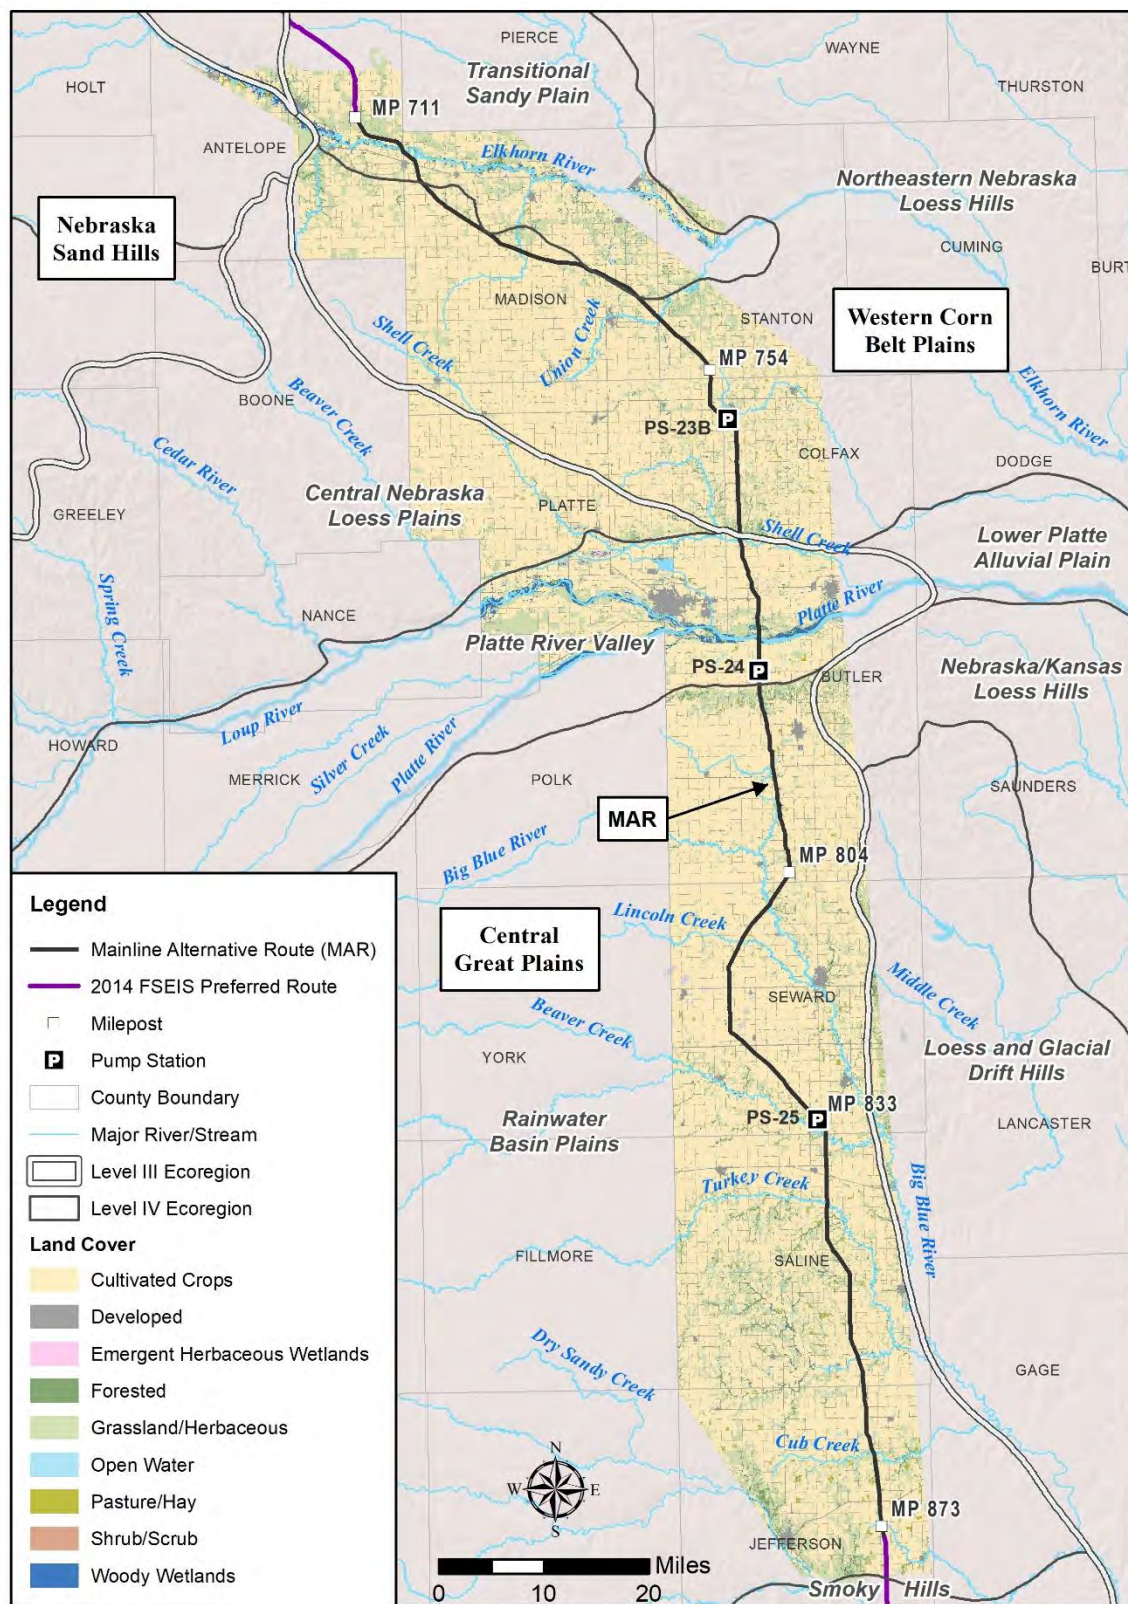 PIERCE
WAYNE
HOLT
Transitional
Sandy Plain
THURSTON
MP 711
ANTELOPE
Elkhorn River
Northeastern Nebraska
Loess Hills
Nebraska
Sand Hills
CUMING
BURT
MADISON
STANTON
Western Corn
Belt Plains
Shell Creek
Union Creek
MP 754
Elkhorn River
BOONE
Beaver Creek
PS-23B
P
COLFAX
Cedar River
DODGE
Central Nebraska
Loess Plains
PLATTE
GREELEY
Shell Creek
Lower Platte
Alluvial Plain
Spring Creek
NANCE
Platte River
Platte River Valley
PS-24
P
BUTLER
Nebraska/Kansas
Loess Hills
Loup River
HOWARD
MERRICK
Silver Creek
Platte River
POLK
SAUNDERS
MAR
Big Blue River
MP 804
Lincoln Creek
Central
Great Plains
Middle Creek
SEWARD
Beaver Creek
YORK
Loess and Glacial
Drift Hills
MP 833
PS-25
P
Rainwater
Basin Plains
LANCASTER
Turkey Creek
Big Blue River
FILLMORE
SALINE
Dry Sandy Creek
GAGE
Cub Creek
MP 873
JEFFERSON
Smoky Hills
Legend
Mainline Alternative Route (MAR)
2014 FSEIS Preferred Route
Milepost
P Pump Station
County Boundary
Major River/Stream
Level III Ecoregion
Level IV Ecoregion
Land Cover
Cultivated Crops
Developed
Emergent Herbaceous Wetlands
Forested
Grassland/Herbaceous
Open Water
Pasture/Hay
Shrub/Scrub
Woody Wetlands
N
W E
S
Miles
0 10 20